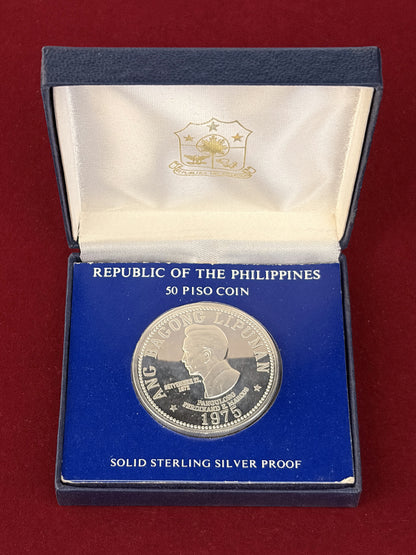 REPUBLIC OF THE PHILIPPINES
50 PISO COIN
ANG BAGONG LIPUNAN
SETYEMBRE 21,
1972
PANGULONG
FERDINAND E. MARCOS
1975
SOLID STERLING SILVER PROOF